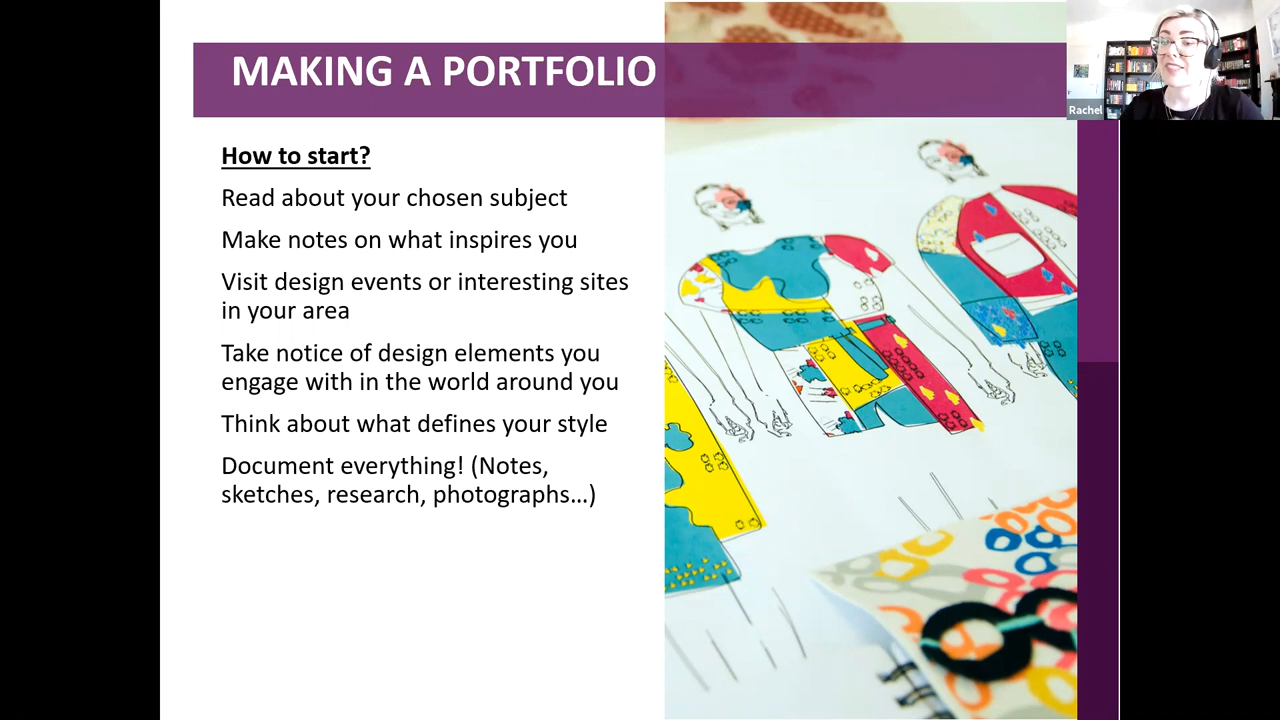 MAKING A PORTFOLIO
Rachel
How to start?
Read about your chosen subject
Make notes on what inspires you
Visit design events or interesting sites
in your area
Take notice of design elements you
engage with in the world around you
Think about what defines your style
Document everything! (Notes,
sketches, research, photographs…)